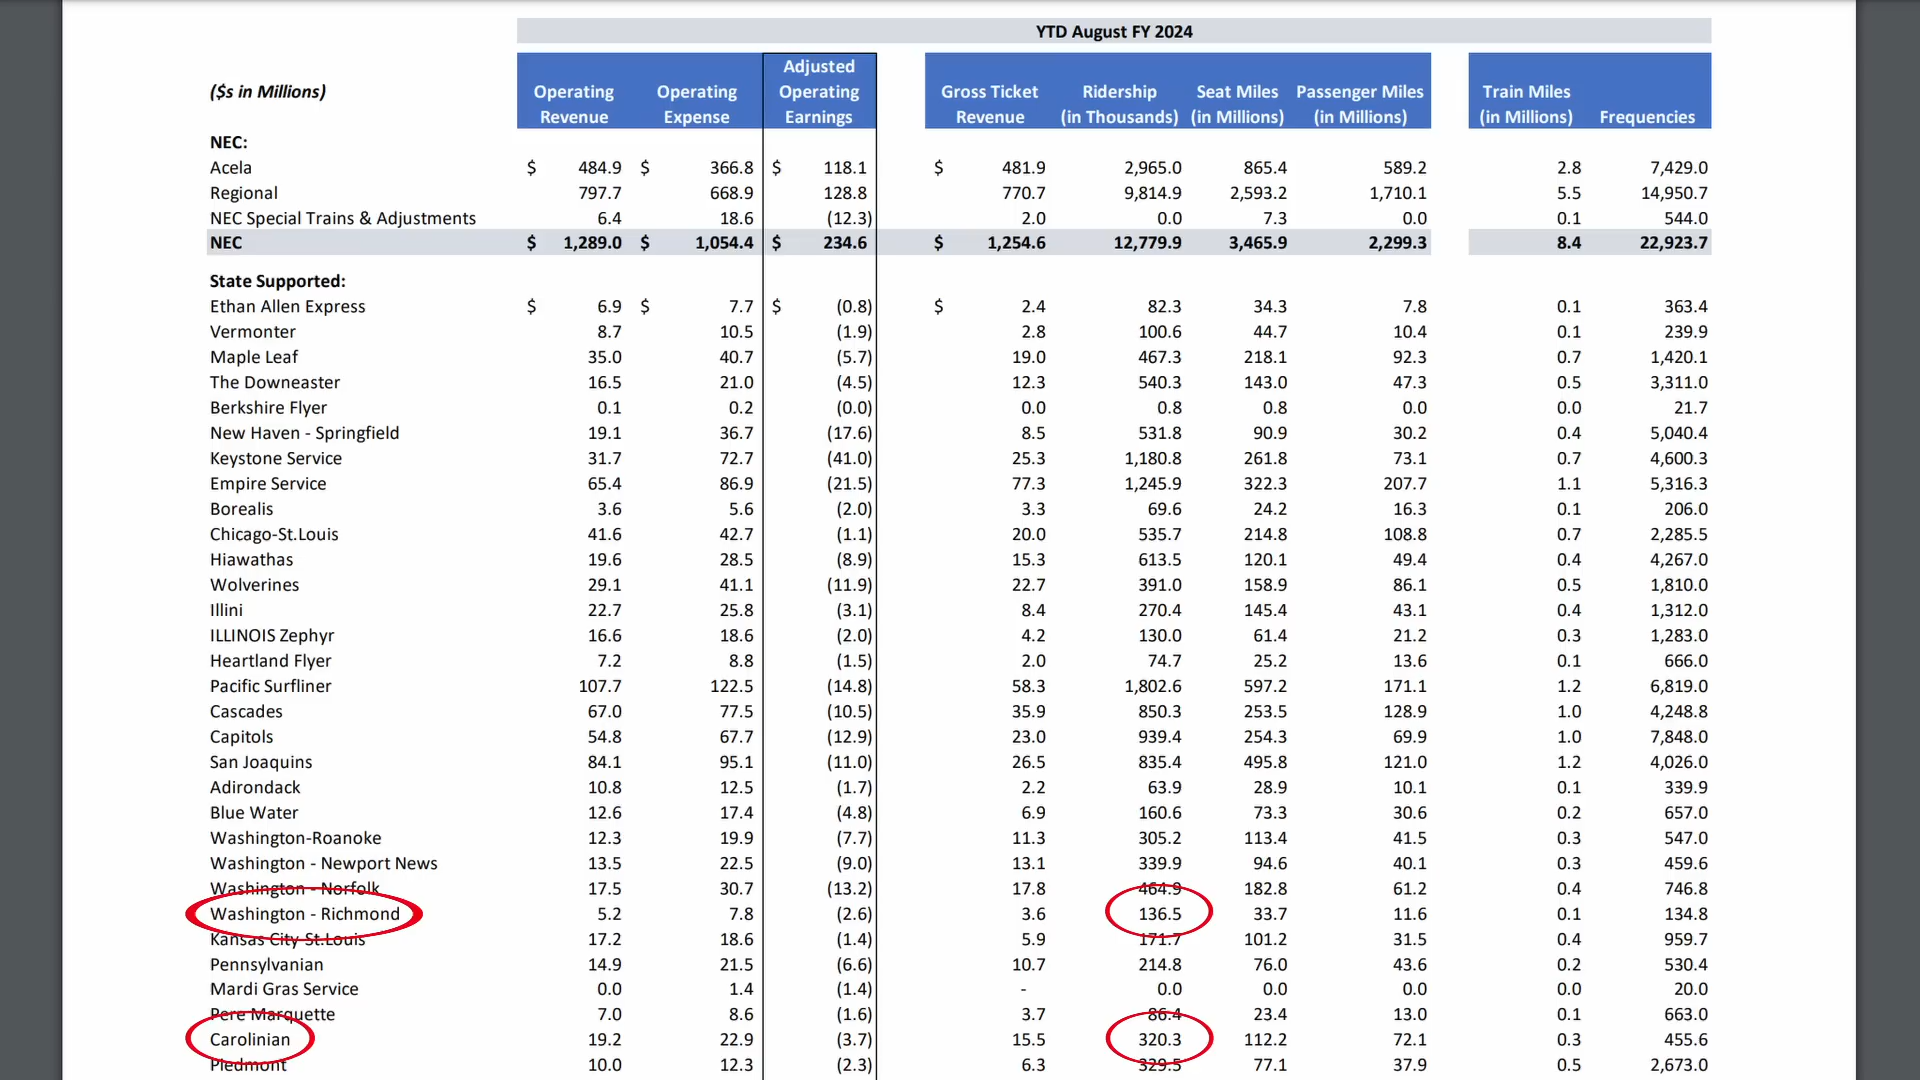 YTD August FY 2024
($s in Millions) Operating Revenue Operating Expense Adjusted Operating Earnings Gross Ticket Revenue Ridership (in Thousands) Seat Miles (in Millions) Passenger Miles (in Millions) Train Miles (in Millions) Frequencies
NEC:
Acela $ 484.9 $ 366.8 $ 118.1 $ 481.9 2,965.0 865.4 589.2 2.8 7,429.0
Regional 797.7 668.9 128.8 770.7 9,814.9 2,593.2 1,710.1 5.5 14,950.7
NEC Special Trains & Adjustments 6.4 18.6 (12.3) 2.0 0.0 7.3 0.0 0.1 544.0
NEC $ 1,289.0 $ 1,054.4 $ 234.6 $ 1,254.6 12,779.9 3,465.9 2,299.3 8.4 22,923.7
State Supported:
Ethan Allen Express $ 6.9 $ 7.7 $ (0.8) $ 2.4 82.3 34.3 7.8 0.1 363.4
Vermonter 8.7 10.5 (1.9) 2.8 100.6 44.7 10.4 0.1 239.9
Maple Leaf 35.0 40.7 (5.7) 19.0 467.3 218.1 92.3 0.7 1,420.1
The Downeaster 16.5 21.0 (4.5) 12.3 540.3 143.0 47.3 0.5 3,311.0
Berkshire Flyer 0.1 0.2 (0.0) 0.0 0.8 0.8 0.0 0.0 21.7
New Haven - Springfield 19.1 36.7 (17.6) 8.5 531.8 90.9 30.2 0.4 5,040.4
Keystone Service 31.7 72.7 (41.0) 25.3 1,180.8 261.8 73.1 0.7 4,600.3
Empire Service 65.4 86.9 (21.5) 77.3 1,245.9 322.3 207.7 1.1 5,316.3
Borealis 3.6 5.6 (2.0) 3.3 69.6 24.2 16.3 0.1 206.0
Chicago-St.Louis 41.6 42.7 (1.1) 20.0 535.7 214.8 108.8 0.7 2,285.5
Hiawathas 19.6 28.5 (8.9) 15.3 613.5 120.1 49.4 0.4 4,267.0
Wolverines 29.1 41.1 (11.9) 22.7 391.0 158.9 86.1 0.5 1,810.0
Illini 22.7 25.8 (3.1) 8.4 270.4 145.4 43.1 0.4 1,312.0
ILLINOIS Zephyr 16.6 18.6 (2.0) 4.2 130.0 61.4 21.2 0.3 1,283.0
Heartland Flyer 7.2 8.8 (1.5) 2.0 74.7 25.2 13.6 0.1 666.0
Pacific Surfliner 107.7 122.5 (14.8) 58.3 1,802.6 597.2 171.1 1.2 6,819.0
Cascades 67.0 77.5 (10.5) 35.9 850.3 253.5 128.9 1.0 4,248.8
Capitols 54.8 67.7 (12.9) 23.0 939.4 254.3 69.9 1.0 7,848.0
San Joaquins 84.1 95.1 (11.0) 26.5 835.4 495.8 121.0 1.2 4,026.0
Adirondack 10.8 12.5 (1.7) 2.2 63.9 28.9 10.1 0.1 339.9
Blue Water 12.6 17.4 (4.8) 6.9 160.6 73.3 30.6 0.2 657.0
Washington-Roanoke 12.3 19.9 (7.7) 11.3 305.2 113.4 41.5 0.3 547.0
Washington - Newport News 13.5 22.5 (9.0) 13.1 339.9 94.6 40.1 0.3 459.6
Washington - Norfolk 17.5 30.7 (13.2) 17.8 464.9 182.8 61.2 0.4 746.8
Washington - Richmond 5.2 7.8 (2.6) 3.6 136.5 33.7 11.6 0.1 134.8
Kansas City-St.Louis 17.2 18.6 (1.4) 5.9 171.7 101.2 31.5 0.4 959.7
Pennsylvanian 14.9 21.5 (6.6) 10.7 214.8 76.0 43.6 0.2 530.4
Mardi Gras Service 0.0 1.4 (1.4) - 0.0 0.0 0.0 0.0 20.0
Pere Marquette 7.0 8.6 (1.6) 3.7 86.4 23.4 13.0 0.1 663.0
Carolinian 19.2 22.9 (3.7) 15.5 320.3 112.2 72.1 0.3 455.6
Piedmont 10.0 12.3 (2.3) 6.3 329.5 77.1 37.9 0.5 2,673.0